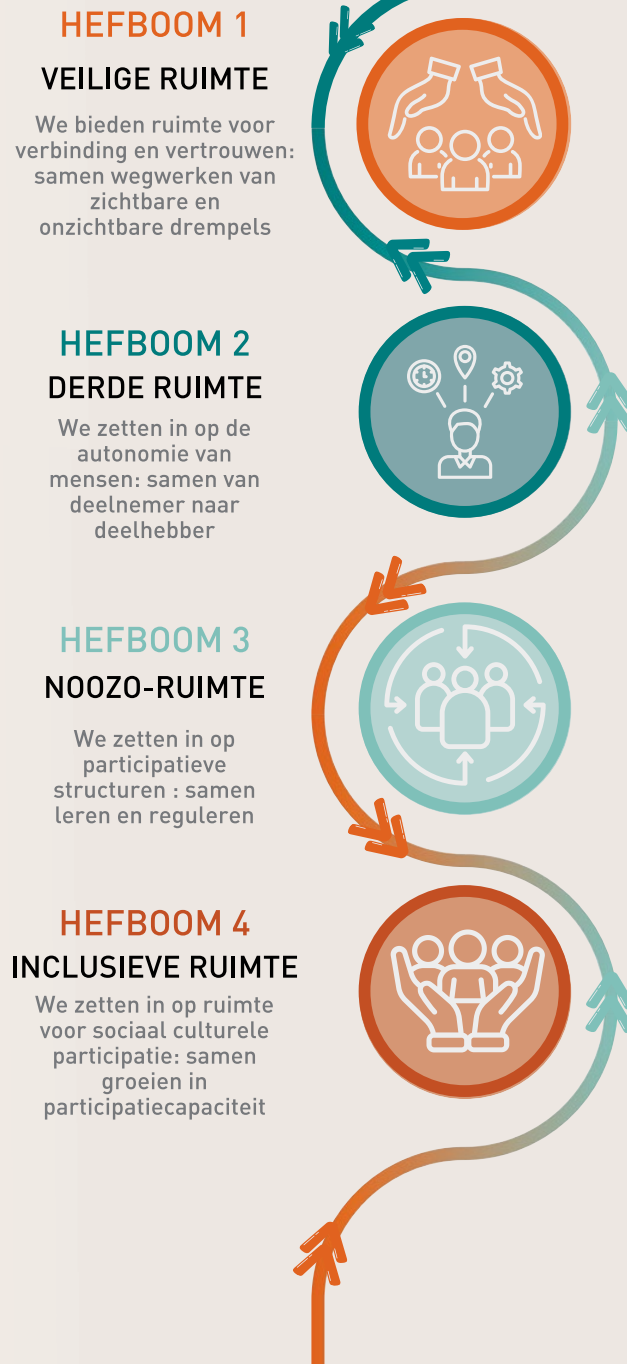 HEFBOOM 1
VEILIGE RUIMTE
We bieden ruimte voor
verbinding en vertrouwen:
samen wegwerken van
zichtbare en
onzichtbare drempels
HEFBOOM 2
DERDE RUIMTE
We zetten in op de
autonomie van
mensen: samen van
deelnemer naar
deelhebber
HEFBOOM 3
NOOZO-RUIMTE
We zetten in op
participatieve
structuren : samen
leren en reguleren
HEFBOOM 4
INCLUSIEVE RUIMTE
We zetten in op ruimte
voor sociaal culturele
participatie: samen
groeien in
participatiecapaciteit